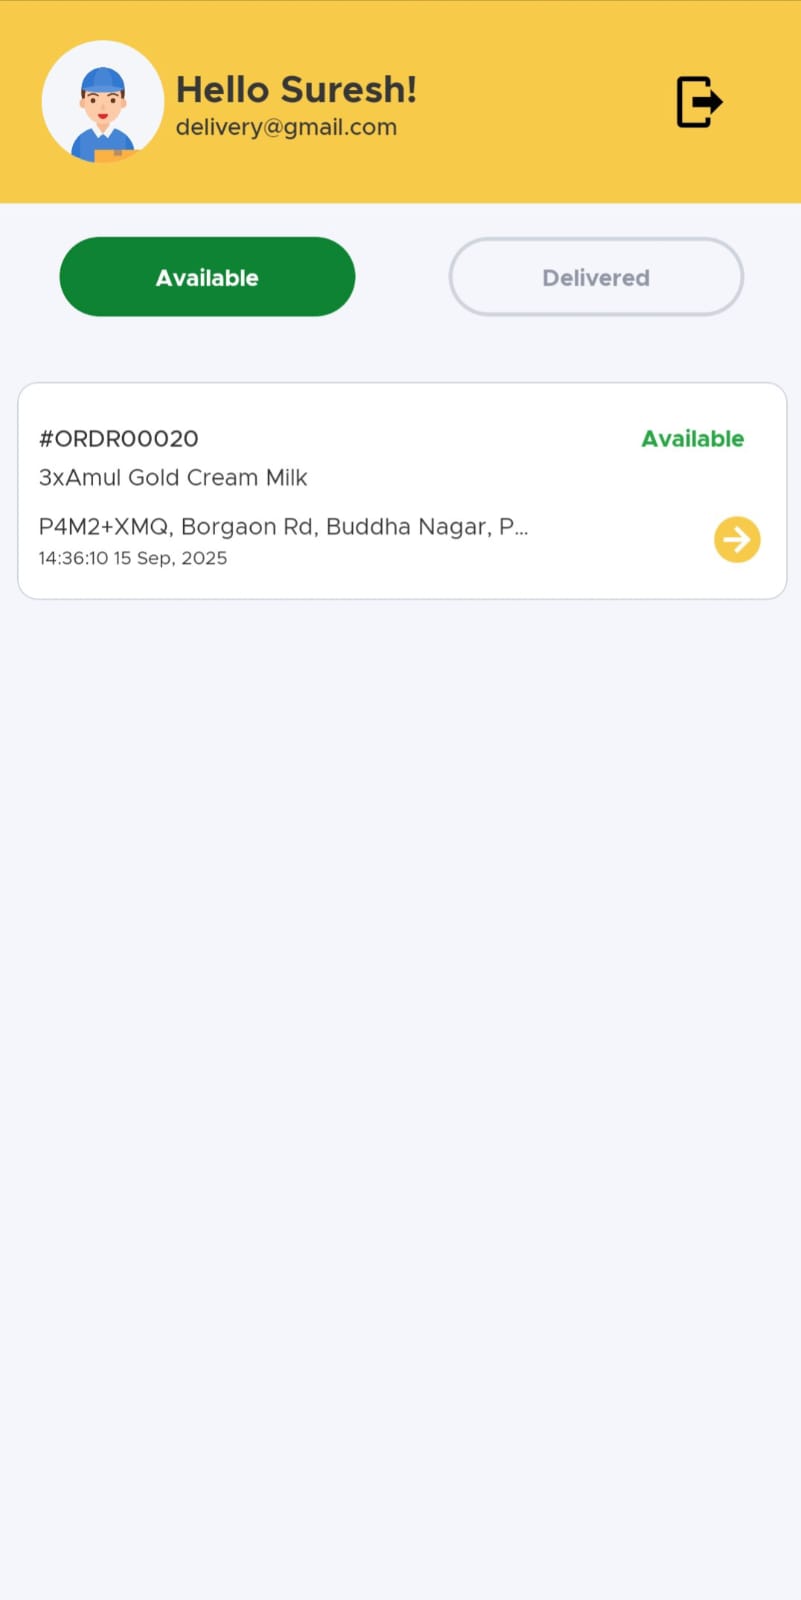 Hello Suresh!
delivery@gmail.com
Available
Delivered
#ORDR00020
Available
3xAmul Gold Cream Milk
P4M2+XMQ, Borgaon Rd, Buddha Nagar, P...
14:36:10 15 Sep, 2025